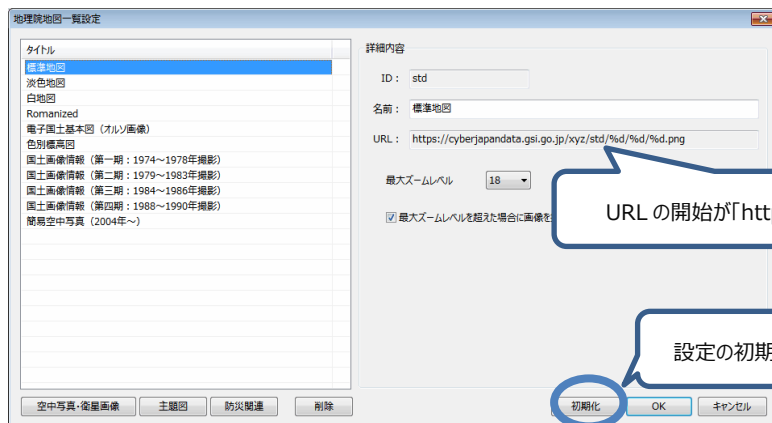 地理院地図一覧設定
タイトル
標準地図
淡色地図
白地図
Romanized
電子国土基本図（オルソ画像）
色別標高図
国土画像情報（第一期：1974～1978年撮影）
国土画像情報（第二期：1979～1983年撮影）
国土画像情報（第三期：1984～1986年撮影）
国土画像情報（第四期：1988～1990年撮影）
簡易空中写真（2004年～）
詳細内容
ID： std
名前： 標準地図
URL： https://cyberjapandata.gsi.go.jp/xyz/std/%d/%d/%d.png
最大ズームレベル 18
最大ズームレベルを超えた場合に画像を
URLの開始が「http
設定の初期
空中写真・衛星画像 主題図 防災関連 削除 初期化 OK キャンセル